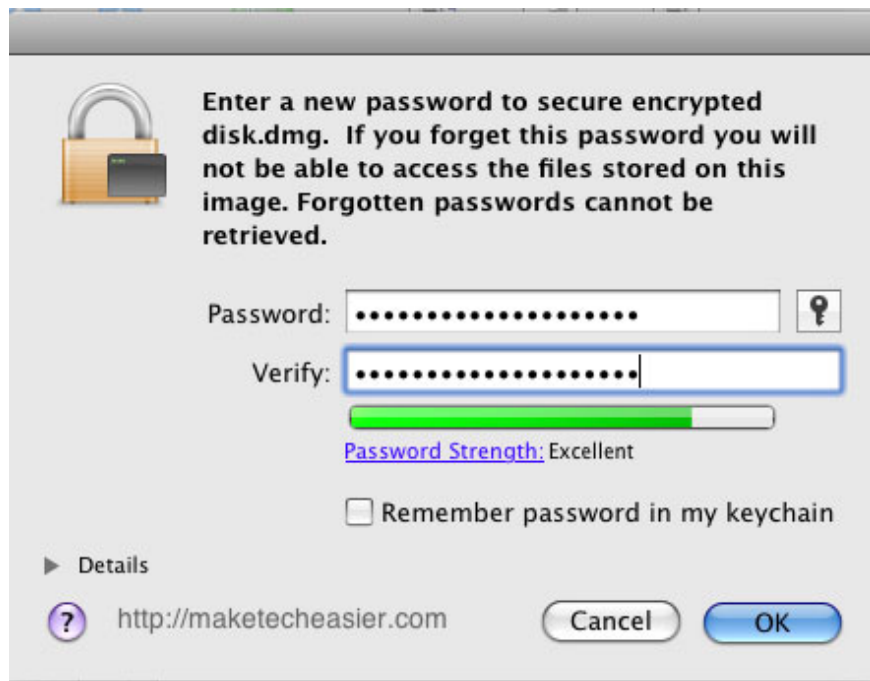 Enter a new password to secure encrypted
disk.dmg.  If you forget this password you will
not be able to access the files stored on this
image. Forgotten passwords cannot be
retrieved.
Password: ••••••••••••••••••••
Verify: ••••••••••••••••••••
Password Strength: Excellent
Remember password in my keychain
Details
? http://maketecheasier.com Cancel OK